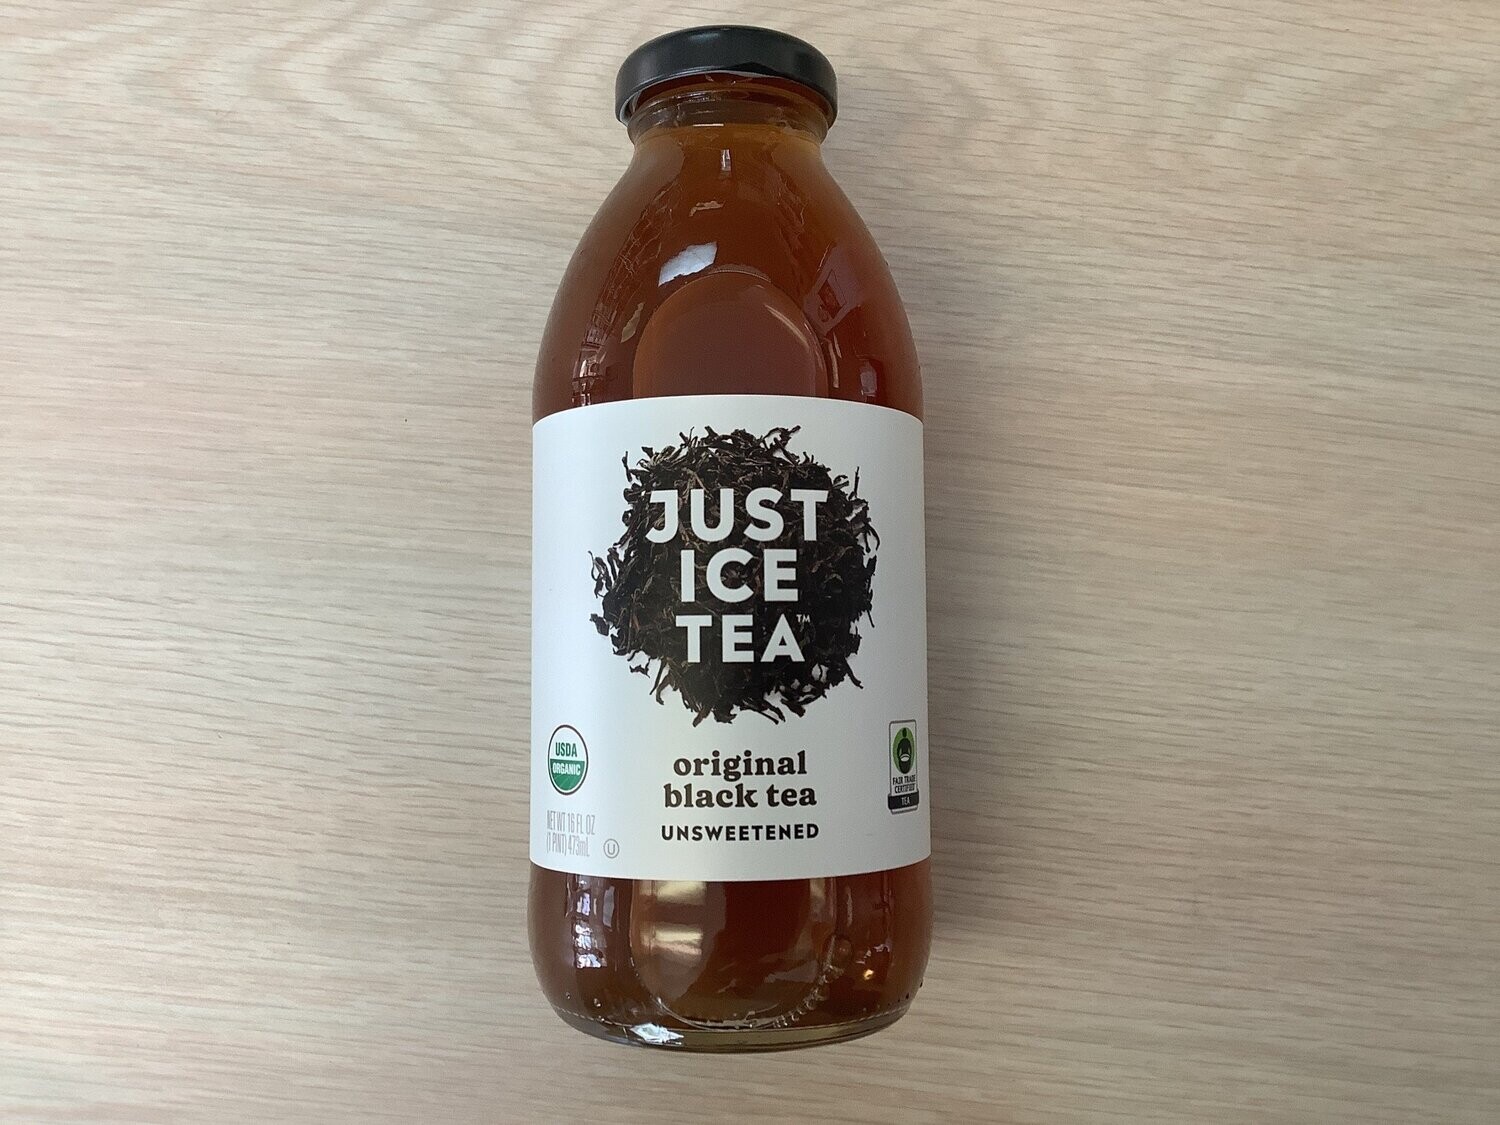 JUST
ICE
TEA™
original
black tea
UNSWEETENED
USDA
ORGANIC
NET WT 16 FL OZ
(1 PINT) 473mL
U
FAIR TRADE
CERTIFIED
TEA